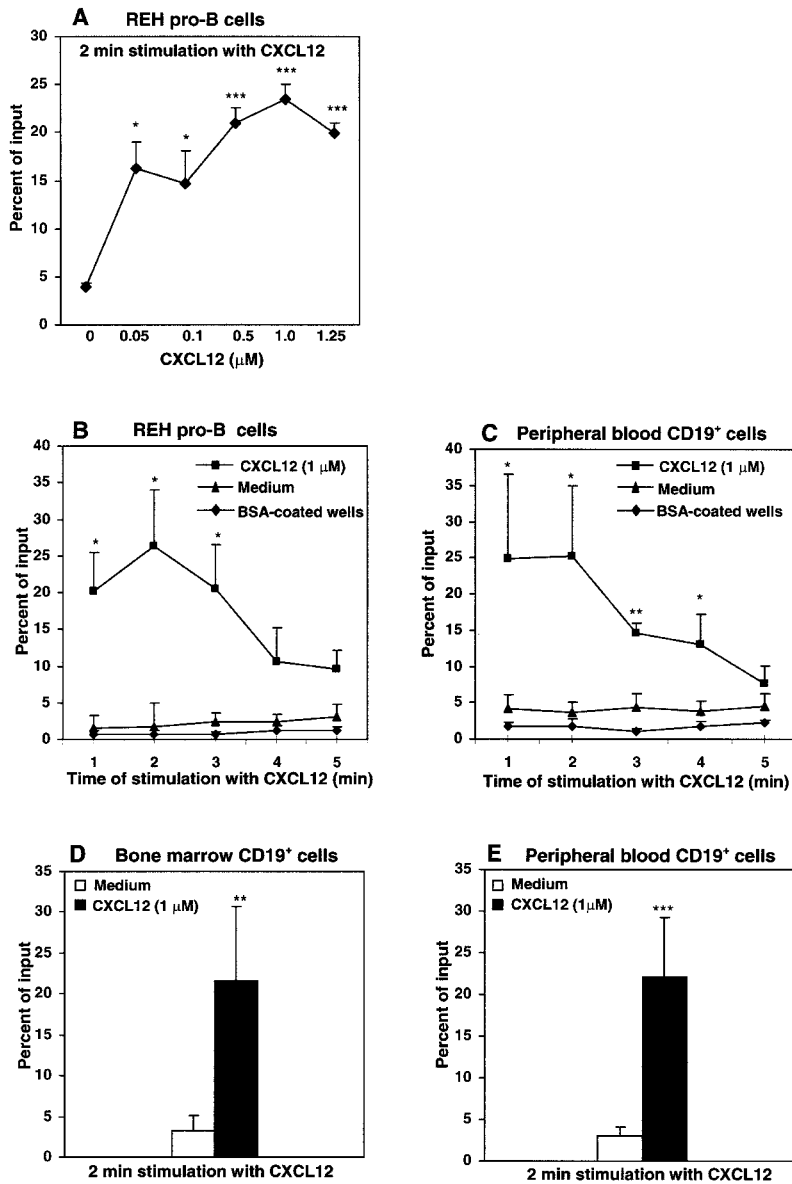 A REH pro-B cells
2 min stimulation with CXCL12
30
25
20
15
10
5
0
Percent of input
* * *** *** ***
0 0.05 0.1 0.5 1.0 1.25
CXCL12 (μM)
B REH pro-B cells
40
35
30
25
20
15
10
5
0
Percent of input
CXCL12 (1 μM)
Medium
BSA-coated wells
* * *
1 2 3 4 5
Time of stimulation with CXCL12 (min)
C Peripheral blood CD19⁺ cells
40
35
30
25
20
15
10
5
0
Percent of input
CXCL12 (1 μM)
Medium
BSA-coated wells
* * ** *
1 2 3 4 5
Time of stimulation with CXCL12 (min)
D Bone marrow CD19⁺ cells
35
30
25
20
15
10
5
0
Percent of input
Medium
CXCL12 (1 μM)
**
2 min stimulation with CXCL12
E Peripheral blood CD19⁺ cells
35
30
25
20
15
10
5
0
Percent of input
Medium
CXCL12 (1μM)
***
2 min stimulation with CXCL12